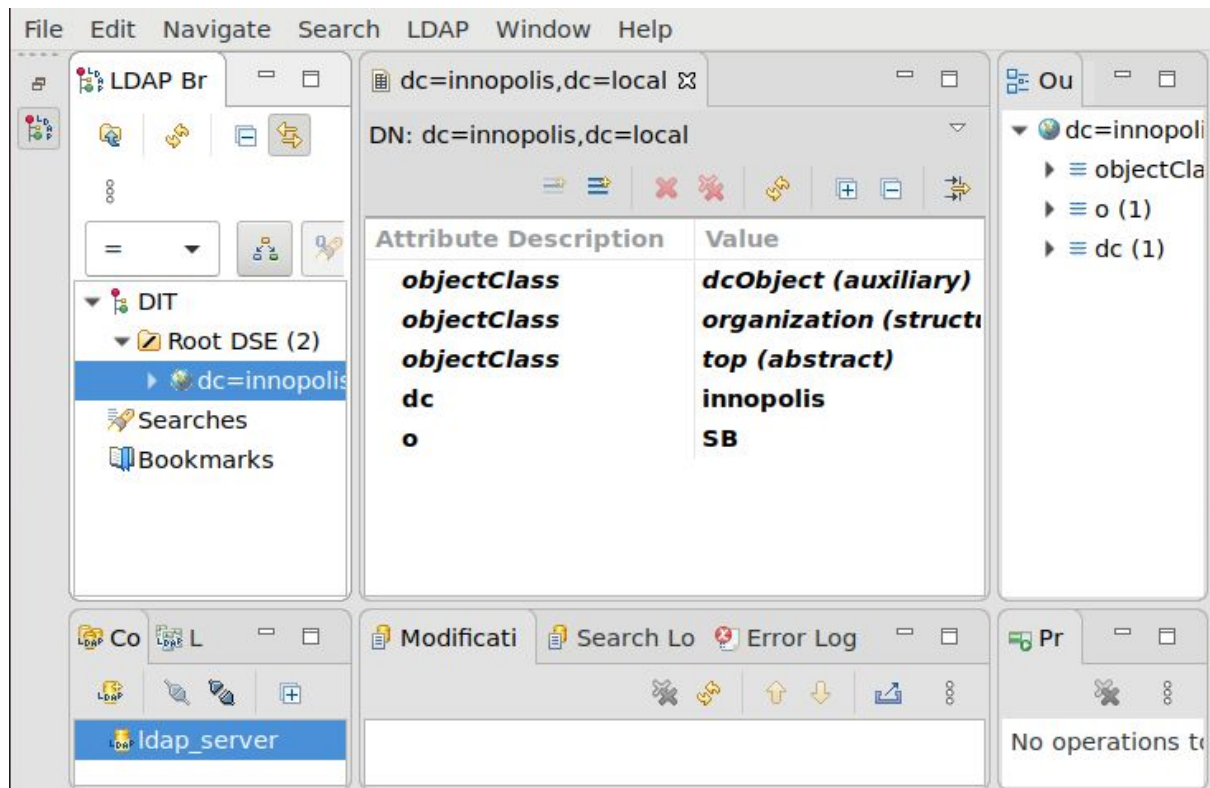 File Edit Navigate Search LDAP Window Help
LDAP Br
=
DIT
Root DSE (2)
dc=innopolis
Searches
Bookmarks
dc=innopolis,dc=local
DN: dc=innopolis,dc=local
Attribute Description Value
objectClass dcObject (auxiliary)
objectClass organization (structu
objectClass top (abstract)
dc innopolis
o SB
Ou
dc=innopoli
objectCla
o (1)
dc (1)
Co L
ldap_server
Modificati Search Lo Error Log
Pr
No operations to